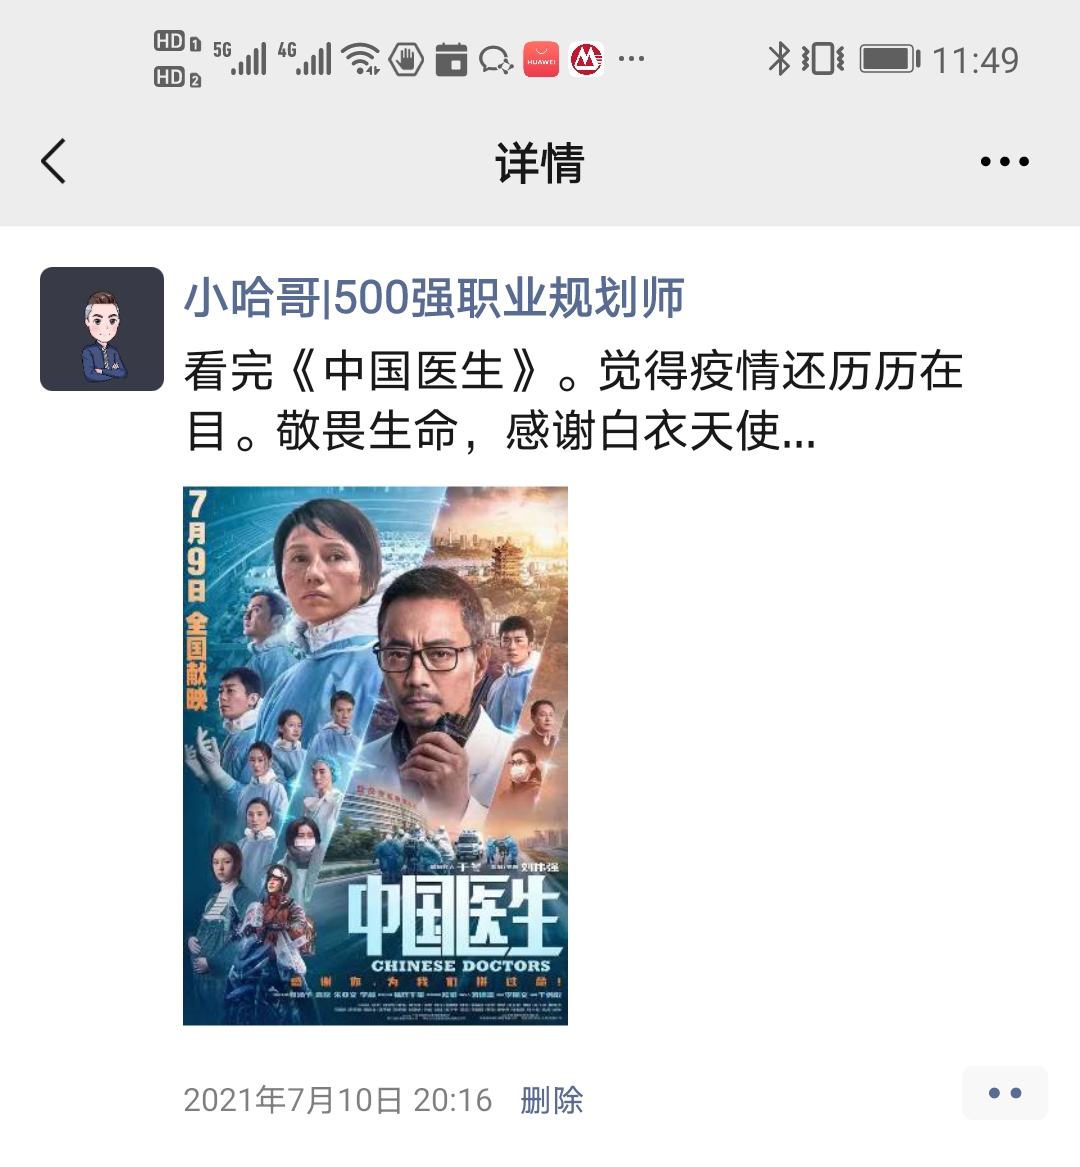 HD 1
HD 2
5G
4G
HUAWEI
11:49
详情
小哈哥|500强职业规划师
看完《中国医生》。觉得疫情还历历在
目。敬畏生命，感谢白衣天使...
7月9日 全国献映
刘伟强
中国医生
CHINESE DOCTORS
感谢你，为我们拼过命！
2021年7月10日 20:16 删除